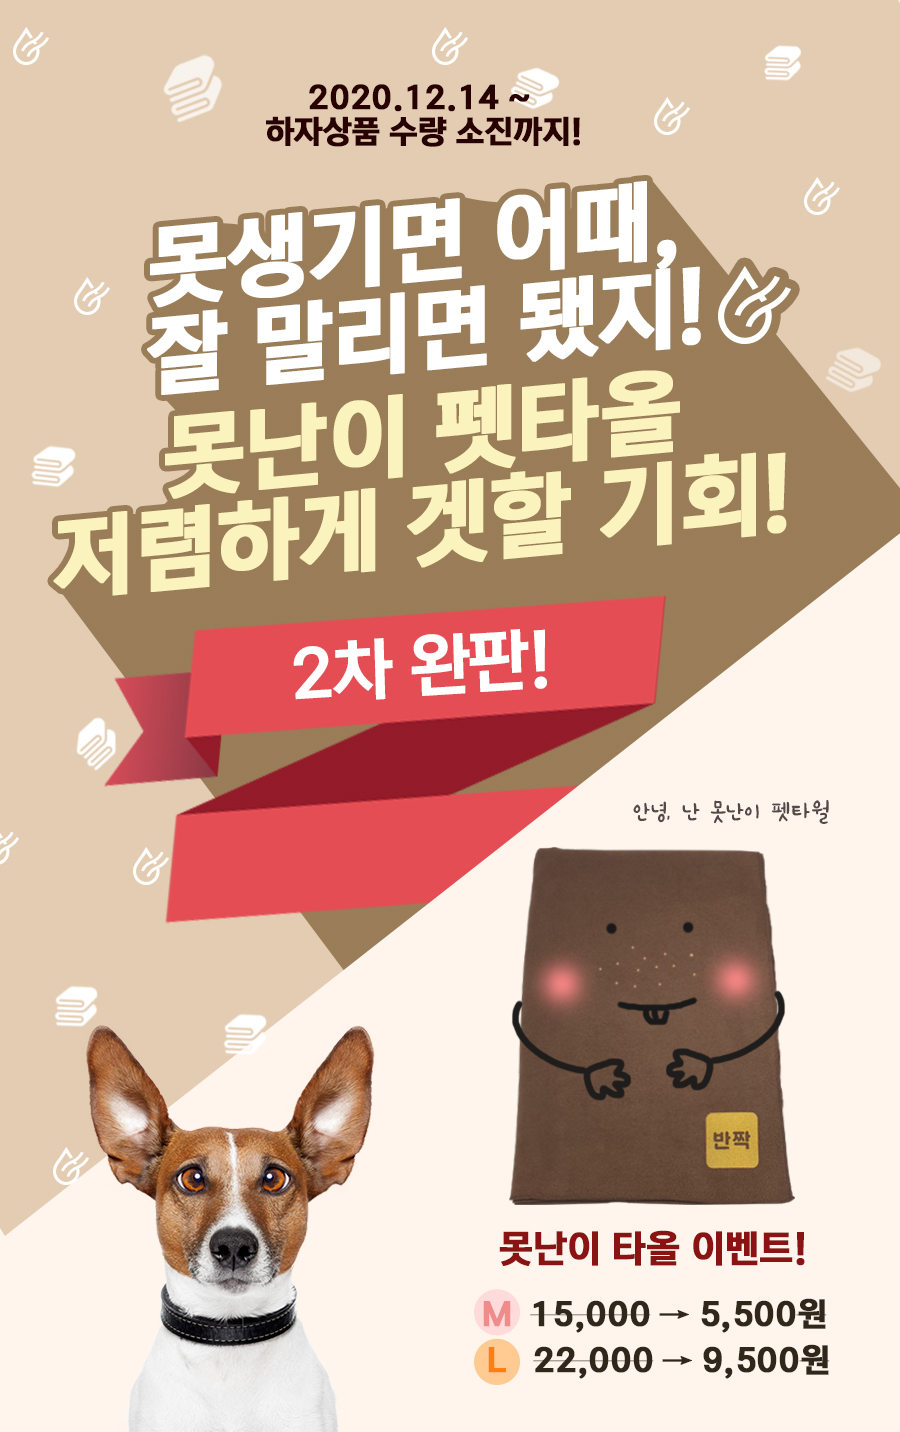 2020.12.14 ~
하자상품 수량 소진까지!
못생기면 어때,
잘 말리면 됐지!
못난이 펫타올
저렴하게 겟할 기회!
2차 완판!
안녕, 난 못난이 펫타월
반짝
못난이 타올 이벤트!
M 15,000 → 5,500원
L 22,000 → 9,500원